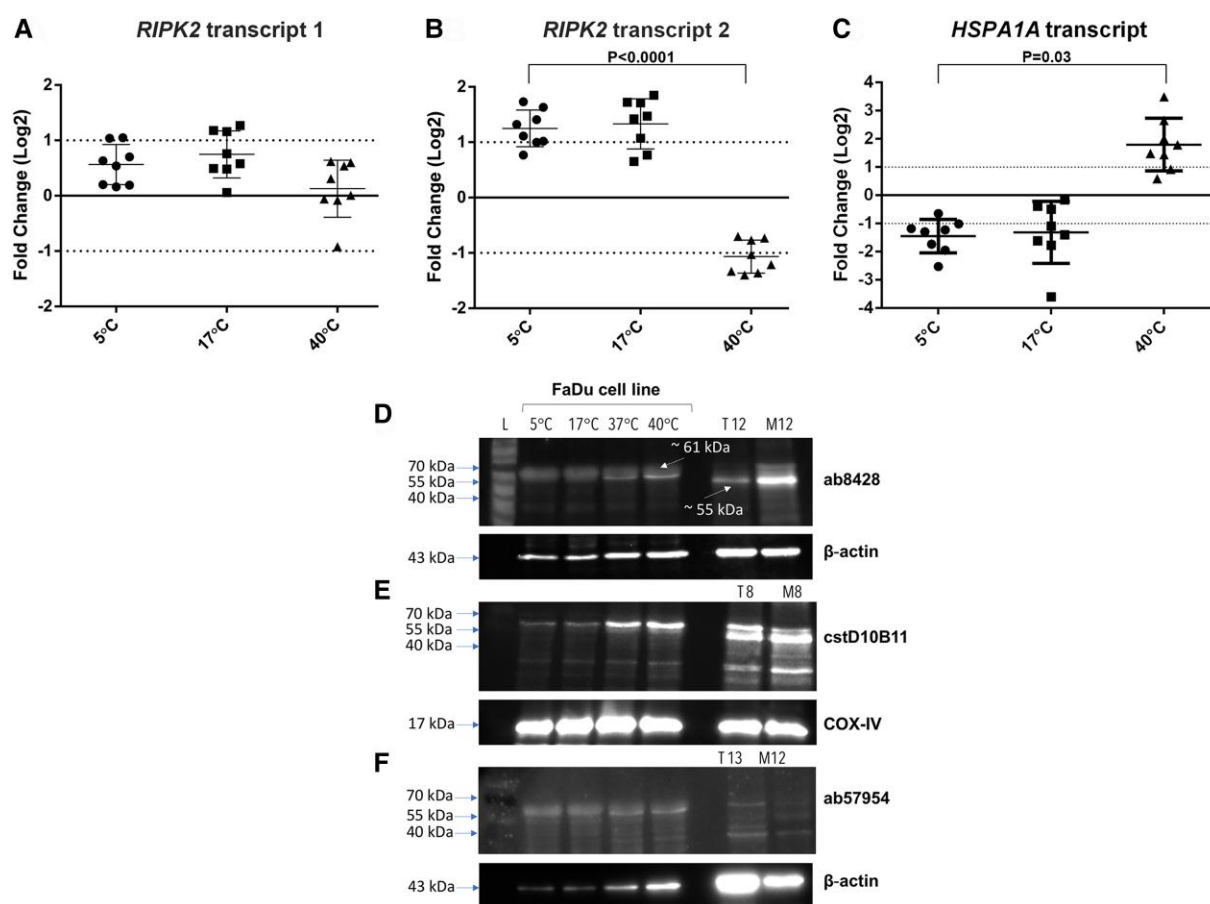 A
RIPK2 transcript 1
Fold Change (Log2)
2
1
0
-1
-2
5°C
17°C
40°C
B
RIPK2 transcript 2
P<0.0001
Fold Change (Log2)
2
1
0
-1
-2
5°C
17°C
40°C
C
HSPA1A transcript
P=0.03
Fold Change (Log2)
4
3
2
1
0
-1
-2
-3
-4
5°C
17°C
40°C
FaDu cell line
D
L
5°C 17°C 37°C 40°C
T12 M12
70 kDa
55 kDa
40 kDa
~ 61 kDa
~ 55 kDa
ab8428
43 kDa
β-actin
E
T8 M8
70 kDa
55 kDa
40 kDa
cstD10B11
17 kDa
COX-IV
F
T13 M12
70 kDa
55 kDa
40 kDa
ab57954
43 kDa
β-actin